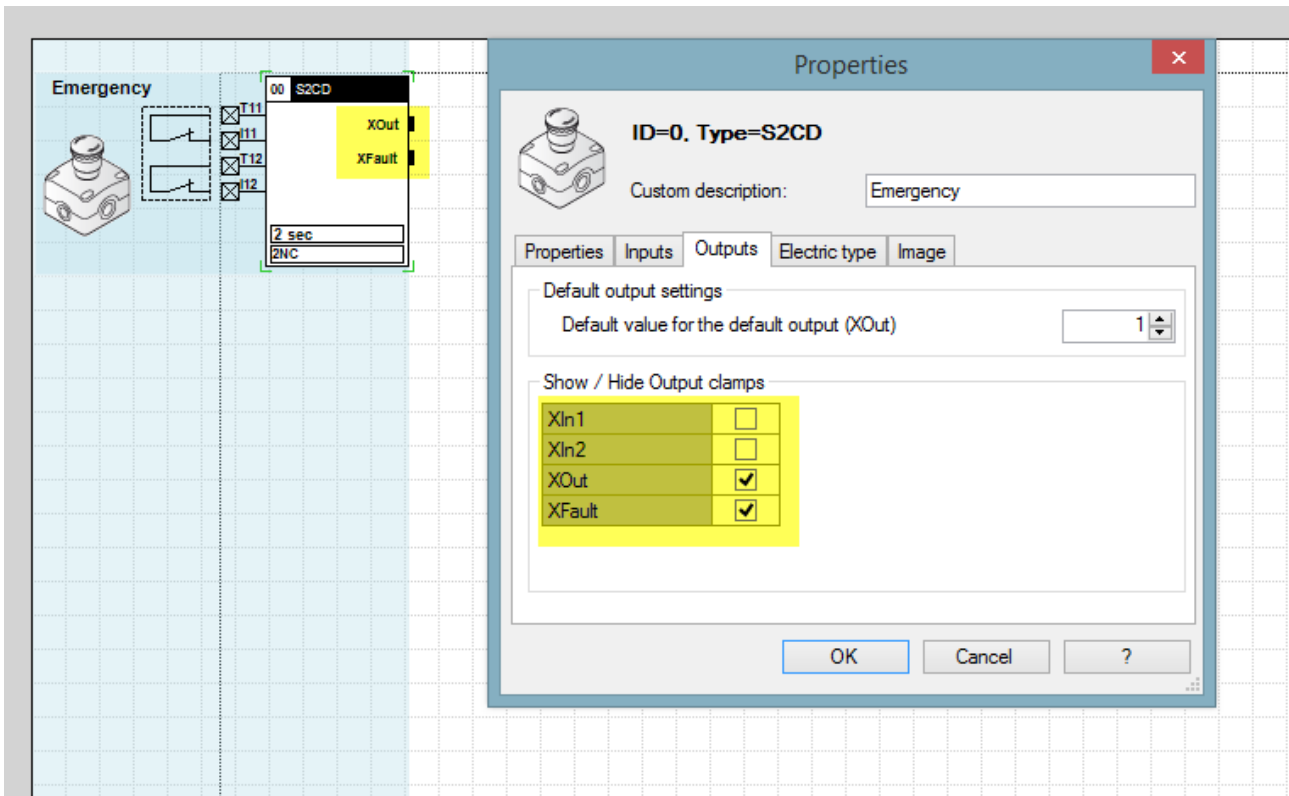 Emergency
00 S2CD
T11
I11
T12
I12
XOut
XFault
2 sec
2NC
Properties
ID=0, Type=S2CD
Custom description: Emergency
Properties Inputs Outputs Electric type Image
Default output settings
Default value for the default output (XOut) 1
Show / Hide Output clamps
XIn1
XIn2
XOut
XFault
OK Cancel ?